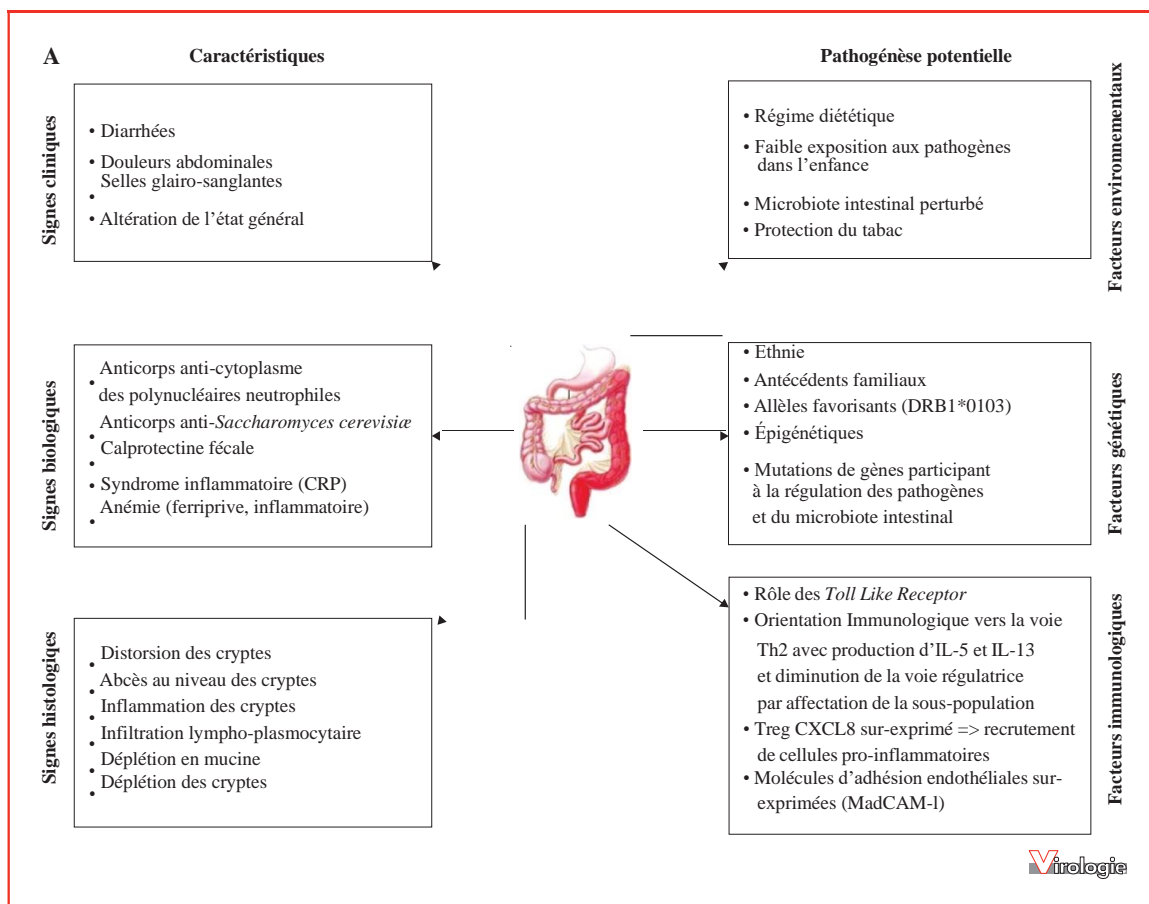 A
Caractéristiques
Pathogénèse potentielle
Signes cliniques
• Diarrhées
• Douleurs abdominales
Selles glairo-sanglantes
•
• Altération de l'état général
• Régime diététique
• Faible exposition aux pathogènes
dans l'enfance
• Microbiote intestinal perturbé
• Protection du tabac
Facteurs environnementaux
Signes biologiques
Anticorps anti-cytoplasme
•
des polynucléaires neutrophiles
Anticorps anti-Saccharomyces cerevisiæ
•
Calprotectine fécale
•
• Syndrome inflammatoire (CRP)
Anémie (ferriprive, inflammatoire)
•
• Ethnie
• Antécédents familiaux
• Allèles favorisants (DRB1*0103)
• Épigénétiques
• Mutations de gènes participant
à la régulation des pathogènes
et du microbiote intestinal
Facteurs génétiques
Signes histologiqes
Distorsion des cryptes
•
Abcès au niveau des cryptes
•
Inflammation des cryptes
•
Infiltration lympho-plasmocytaire
•
Déplétion en mucine
•
Déplétion des cryptes
•
• Rôle des Toll Like Receptor
• Orientation Immunologique vers la voie
Th2 avec production d'IL-5 et IL-13
et diminution de la voie régulatrice
par affectation de la sous-population
• Treg CXCL8 sur-exprimé => recrutement
de cellules pro-inflammatoires
• Molécules d'adhésion endothéliales sur-
exprimées (MadCAM-l)
Facteurs immunologiques
Virologie